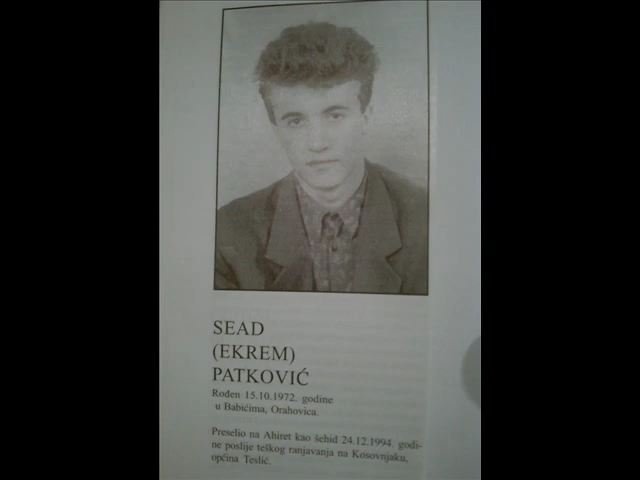 SEAD
(EKREM)
PATKOVIĆ
Rođen 15.10.1972. godine
u Babićima, Orahovica.
Preselio na Ahiret kao šehid 24.12.1994. godi-
ne poslije teškog ranjavanja na Kosovnjaku,
općina Teslić.